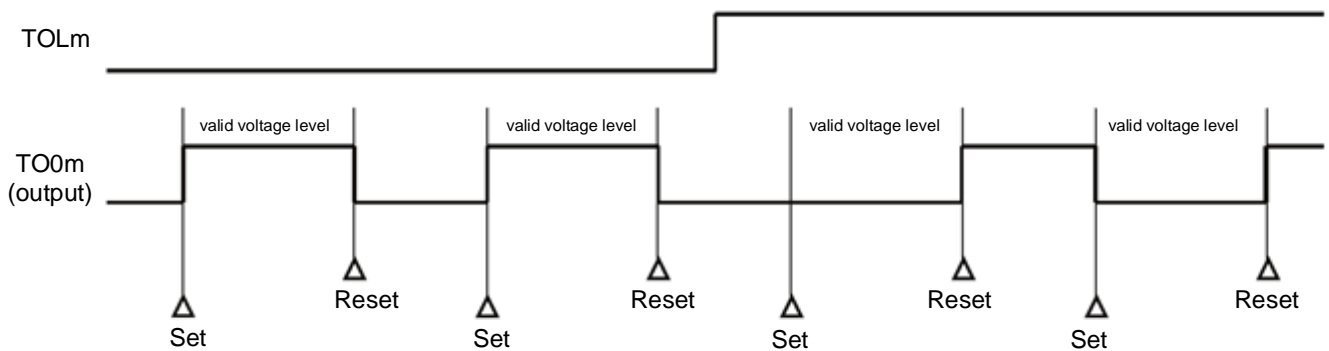 TOLm
valid voltage level valid voltage level valid voltage level valid voltage level
TO0m
(output)
Reset Reset Reset Reset
Set Set Set Set